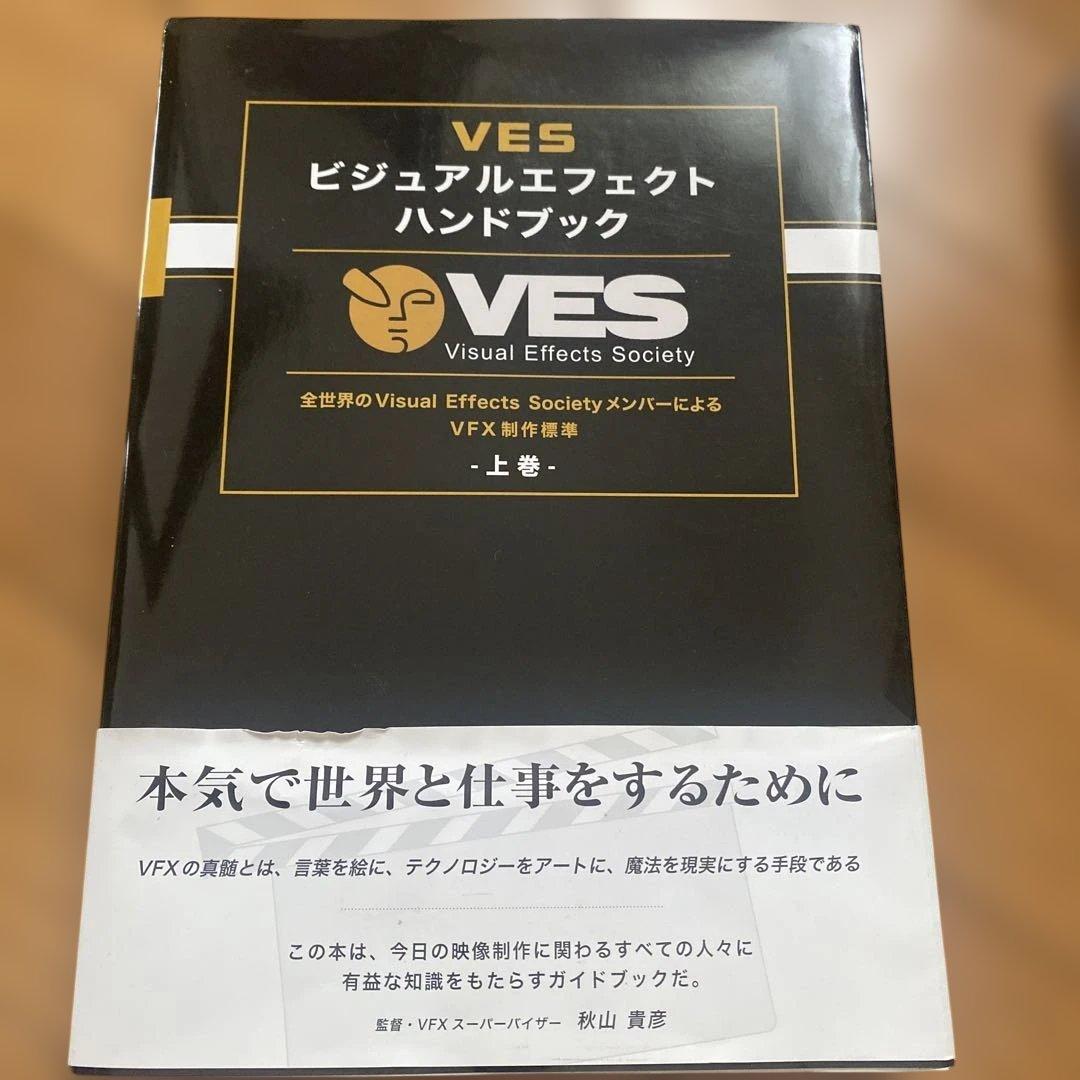 VES
ビジュアルエフェクト
ハンドブック
VES
Visual Effects Society
全世界のVisual Effects Societyメンバーによる
VFX制作標準
-上巻-
本気で世界と仕事をするために
VFXの真髄とは、言葉を絵に、テクノロジーをアートに、魔法を現実にする手段である
この本は、今日の映像制作に関わるすべての人々に
有益な知識をもたらすガイドブックだ。
監督・VFXスーパーバイザー 秋山 貴彦